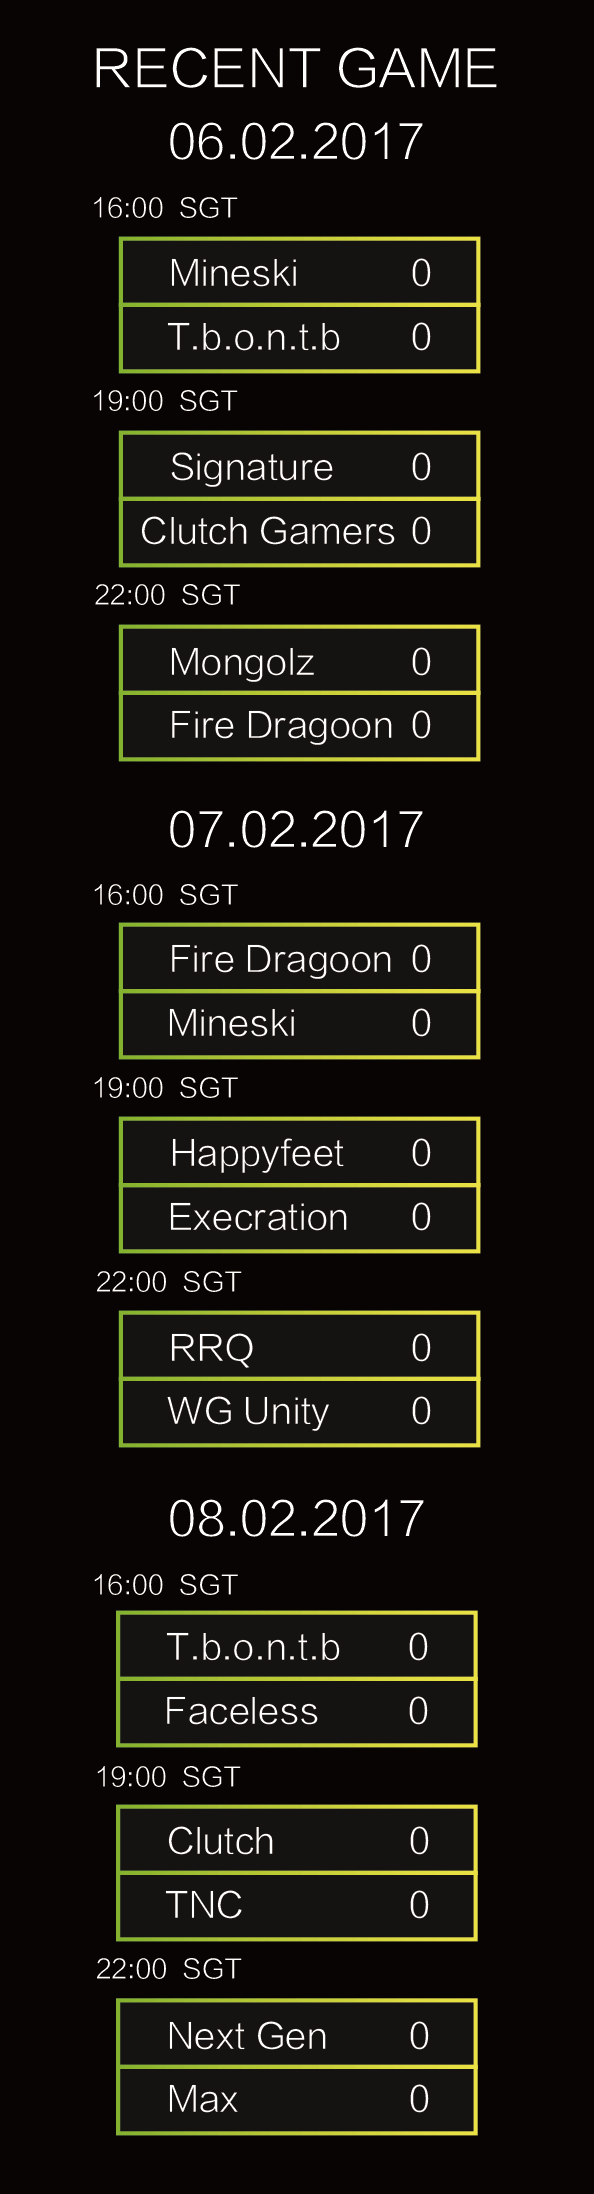 RECENT GAME
06.02.2017
16:00 SGT
Mineski 0
T.b.o.n.t.b 0
19:00 SGT
Signature 0
Clutch Gamers 0
22:00 SGT
Mongolz 0
Fire Dragoon 0
07.02.2017
16:00 SGT
Fire Dragoon 0
Mineski 0
19:00 SGT
Happyfeet 0
Execration 0
22:00 SGT
RRQ 0
WG Unity 0
08.02.2017
16:00 SGT
T.b.o.n.t.b 0
Faceless 0
19:00 SGT
Clutch 0
TNC 0
22:00 SGT
Next Gen 0
Max 0